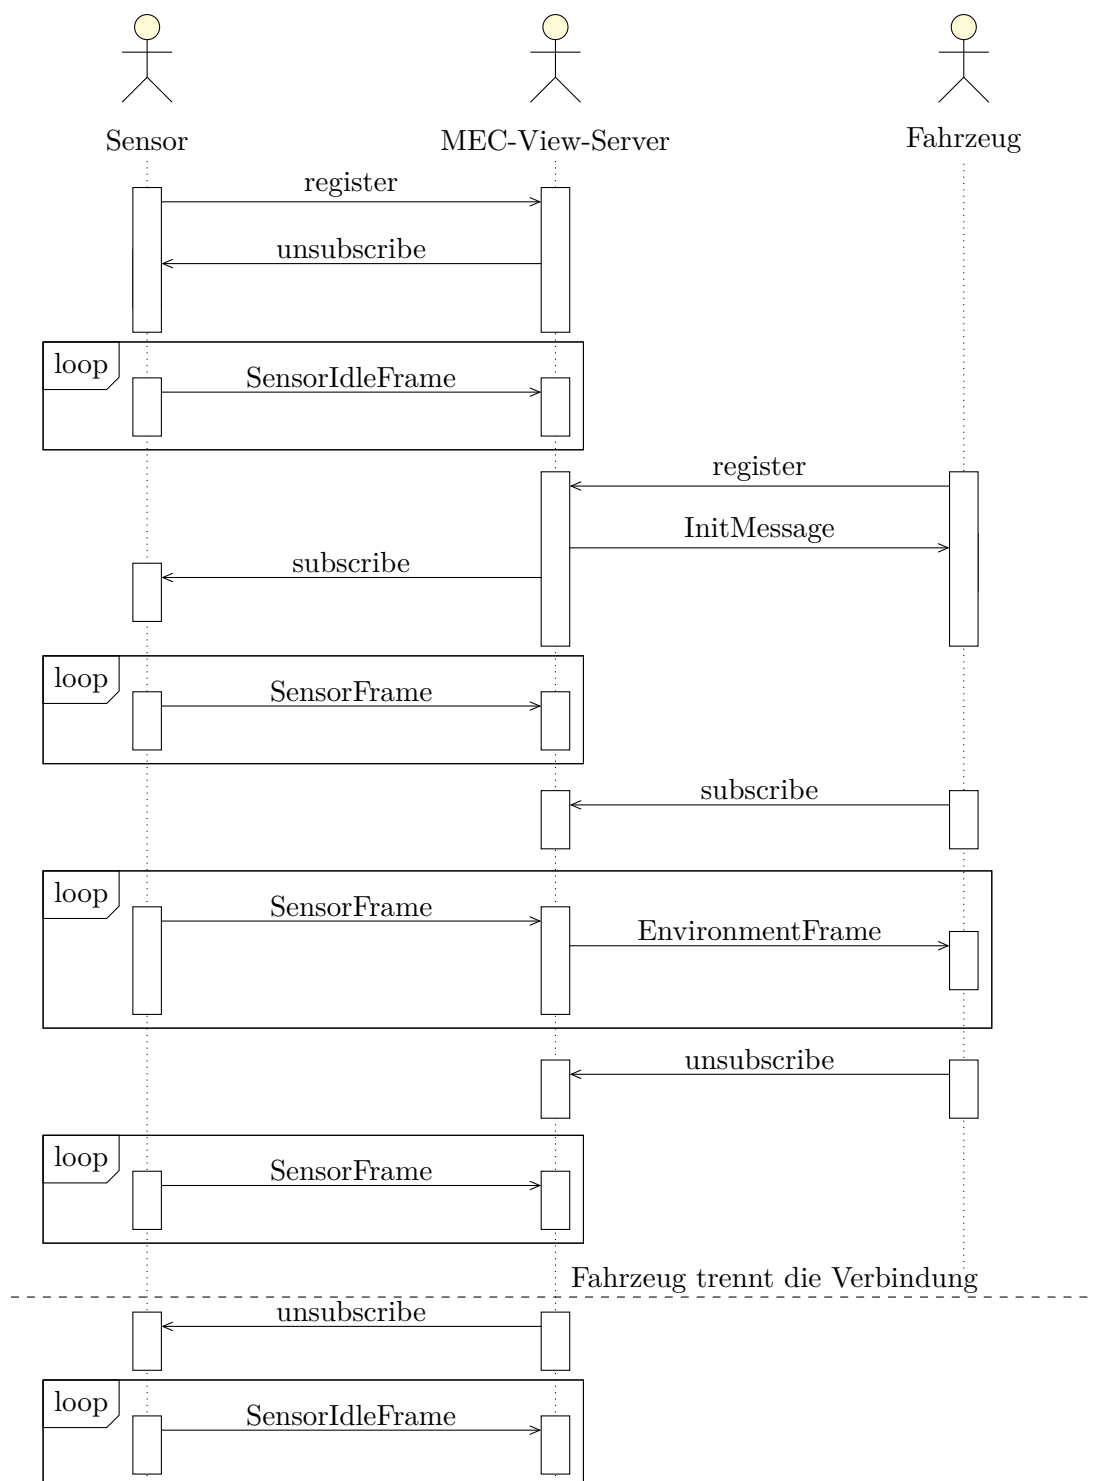 Sensor
MEC-View-Server
Fahrzeug
register
unsubscribe
loop
SensorIdleFrame
register
InitMessage
subscribe
loop
SensorFrame
subscribe
loop
SensorFrame
EnvironmentFrame
unsubscribe
loop
SensorFrame
Fahrzeug trennt die Verbindung
unsubscribe
loop
SensorIdleFrame